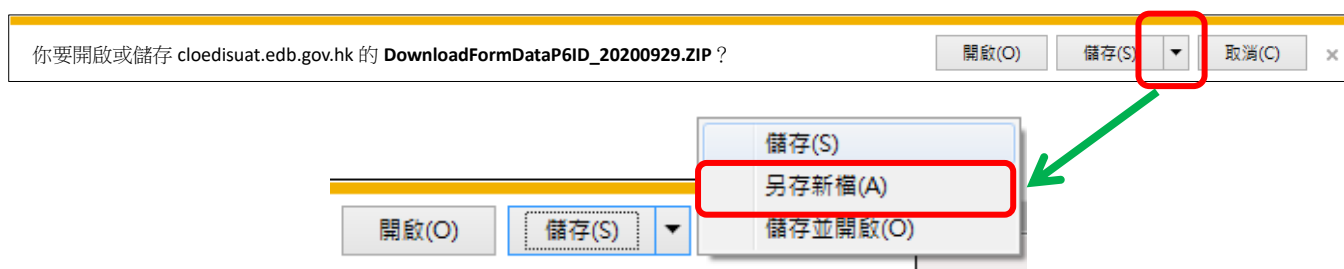 你要開啟或儲存 cloedisuat.edb.gov.hk 的 DownloadFormDataP6ID_20200929.ZIP？ 開啟(O) 儲存(S) 取消(C) ×
儲存(S)
另存新檔(A)
開啟(O) 儲存(S) 儲存並開啟(O)